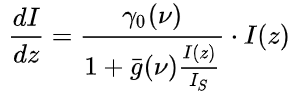 dI/dz = γ₀(ν) / (1 + ḡ(ν) I(z)/I_S) · I(z)